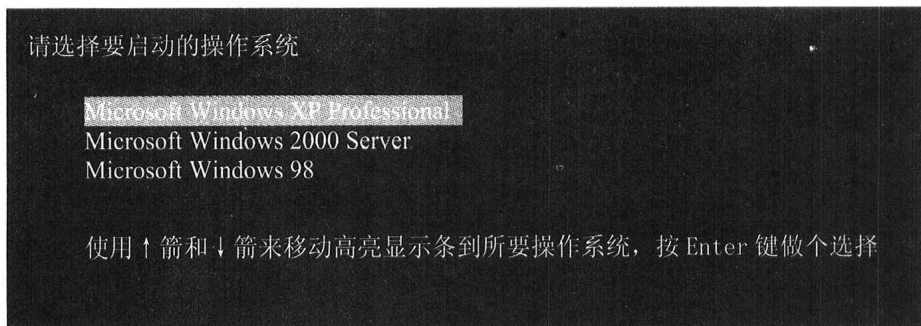 请选择要启动的操作系统
Microsoft Windows XP Professional
Microsoft Windows 2000 Server
Microsoft Windows 98
使用↑箭和↓箭来移动高亮显示条到所要操作系统，按Enter键做个选择